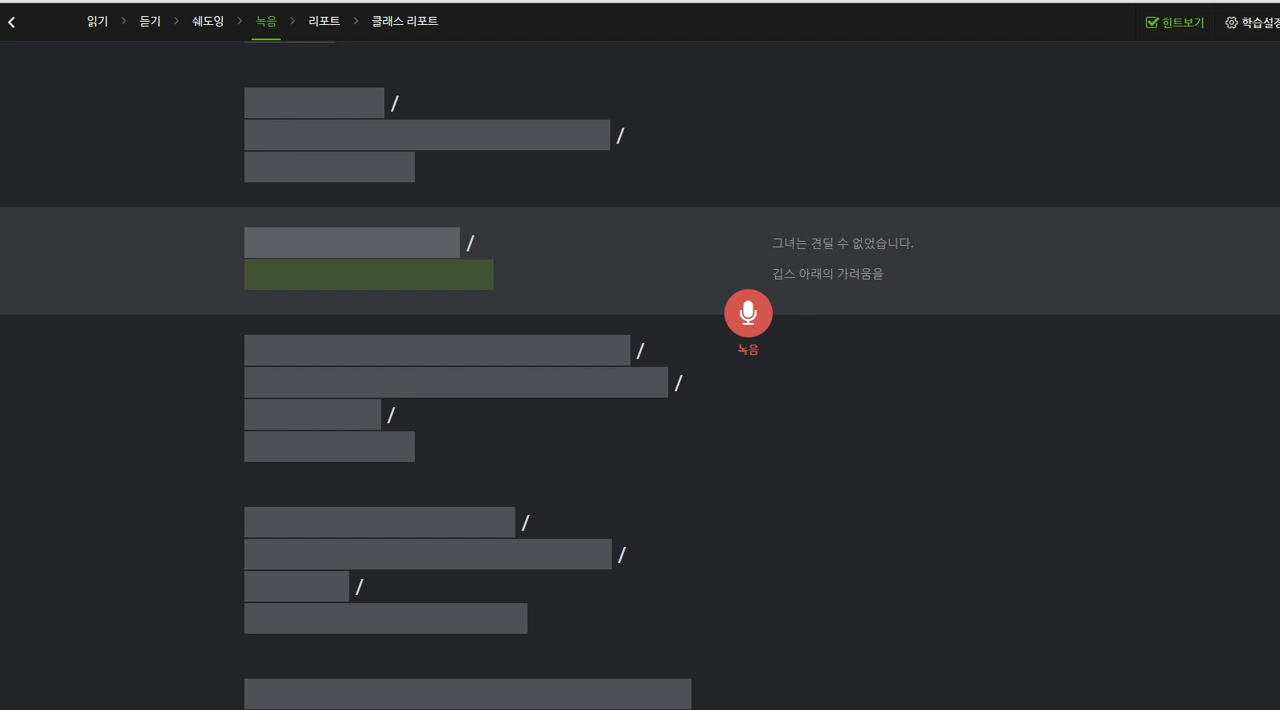 읽기 > 듣기 > 쉐도잉 > 녹음 > 리포트 > 클래스 리포트 힌트보기 학습설정
/
/
/
그녀는 견딜 수 없었습니다.
깁스 아래의 가려움을
녹음
/
/
/
/
/
/